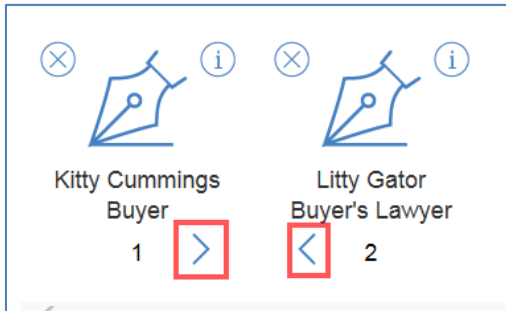 Kitty Cummings
Buyer
1
Litty Gator
Buyer's Lawyer
2